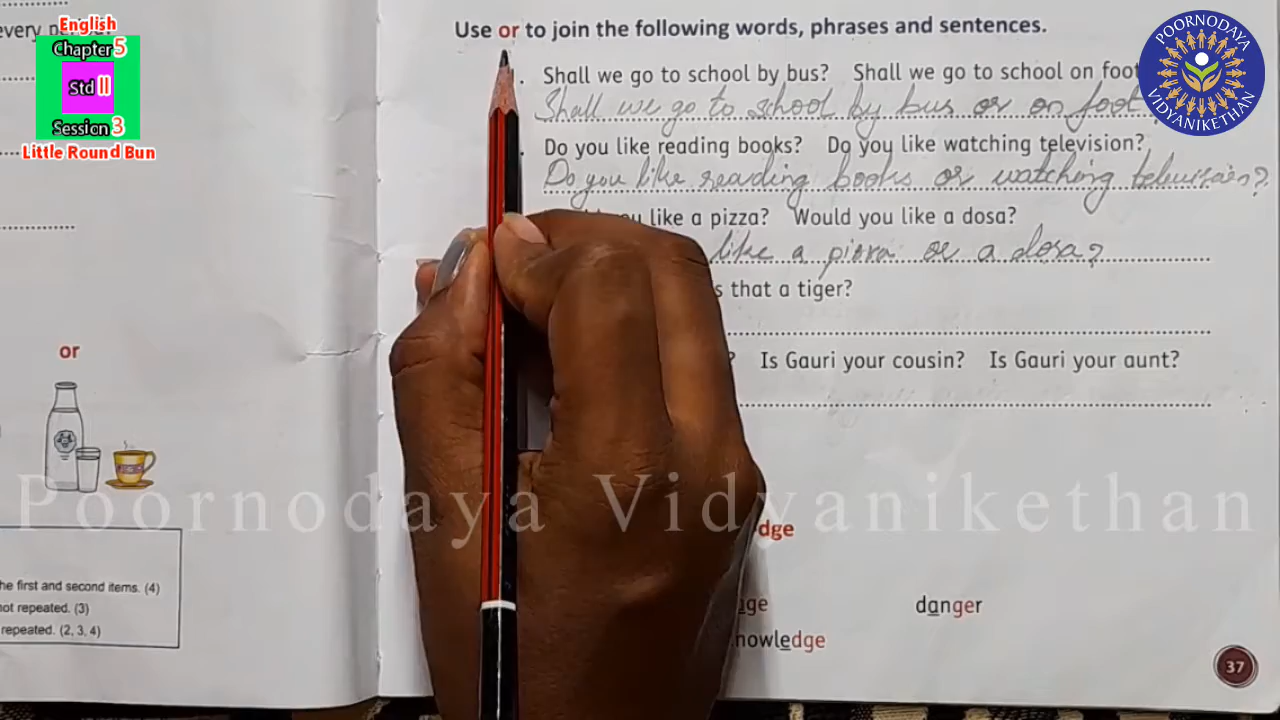 English
Chapter 5
Std II
Session 3
Little Round Bun
POORNODAYA
VIDYANIKETHAN
every
or
he first and second items. (4)
not repeated. (3)
repeated. (2, 3, 4)
Use or to join the following words, phrases and sentences.
Shall we go to school by bus? Shall we go to school on foot
Shall we go to school by bus or on foot
Do you like reading books? Do you like watching television?
Do you like reading books or watching television?
you like a pizza? Would you like a dosa?
like a pizza or a dosa?
s that a tiger?
? Is Gauri your cousin? Is Gauri your aunt?
Poornodaya Vidyanikethan
dge
ge danger
nowledge
37